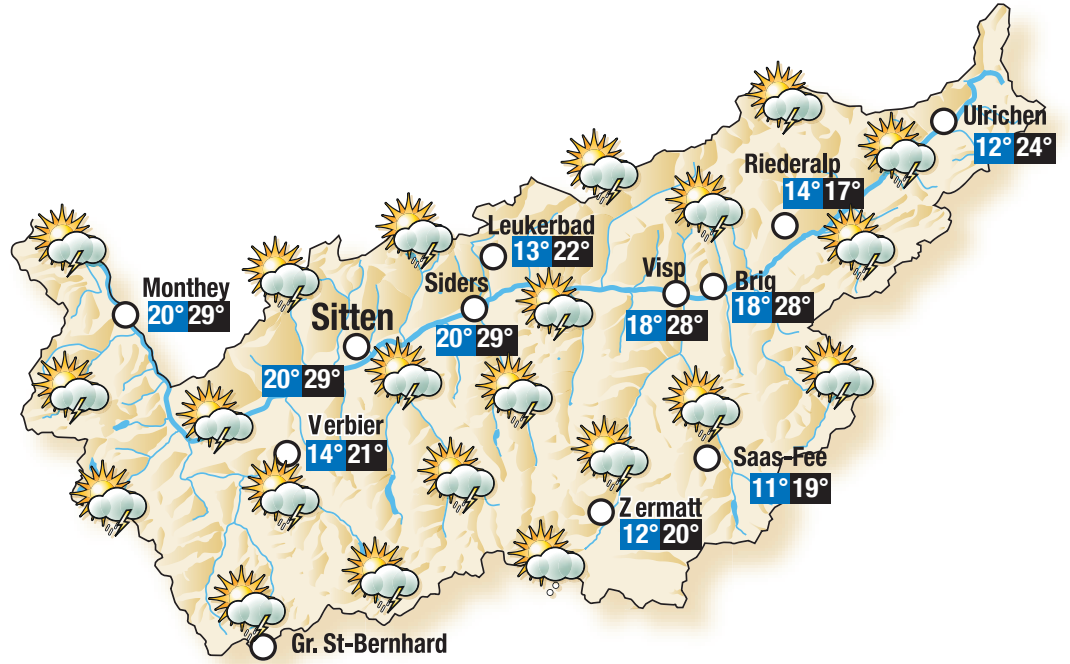 Ulrichen
12° 24°
Riederalp
14° 17°
Leukerbad
13° 22°
Visp
18° 28°
Brig
18° 28°
Siders
20° 29°
Monthey
20° 29°
Sitten
20° 29°
Verbier
14° 21°
Saas-Fee
11° 19°
Zermatt
12° 20°
Gr. St-Bernhard